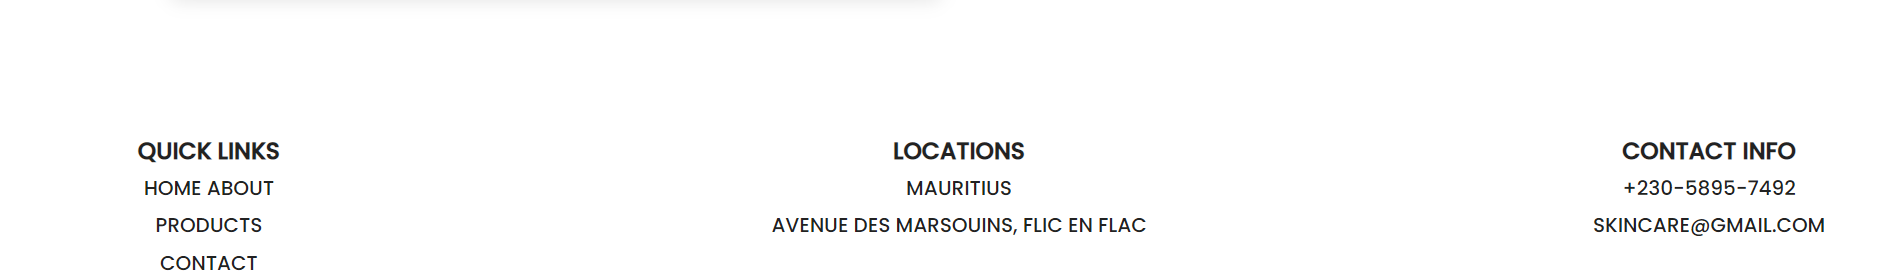 QUICK LINKS
HOME ABOUT
PRODUCTS
CONTACT
LOCATIONS
MAURITIUS
AVENUE DES MARSOUINS, FLIC EN FLAC
CONTACT INFO
+230-5895-7492
SKINCARE@GMAIL.COM